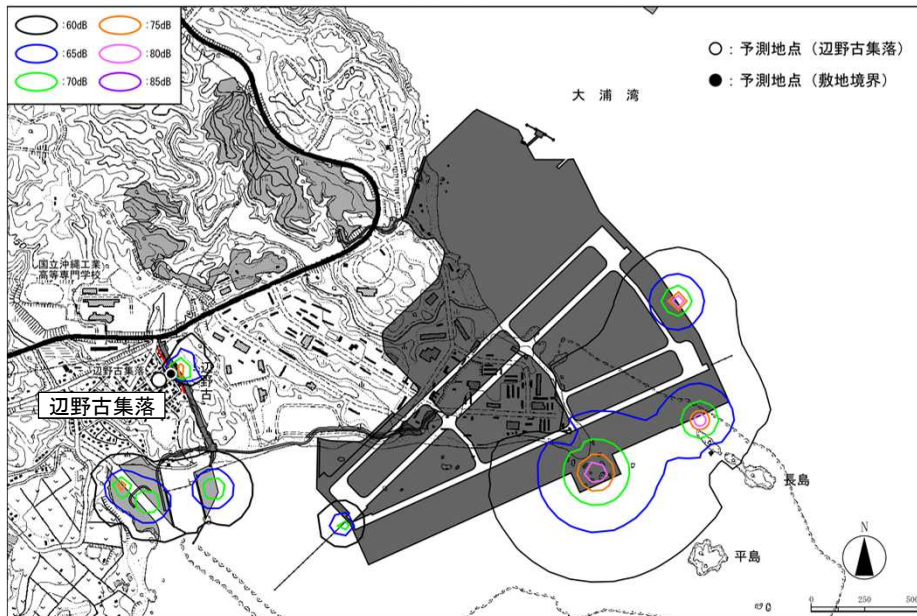 :60dB
:75dB
:65dB
:80dB
:70dB
:85dB
○：予測地点（辺野古集落）
●：予測地点（敷地境界）
大浦湾
国立沖縄工業
高等専門学校
辺野古集落
辺野古
辺野古集落
長島
平島
N
0 250 500